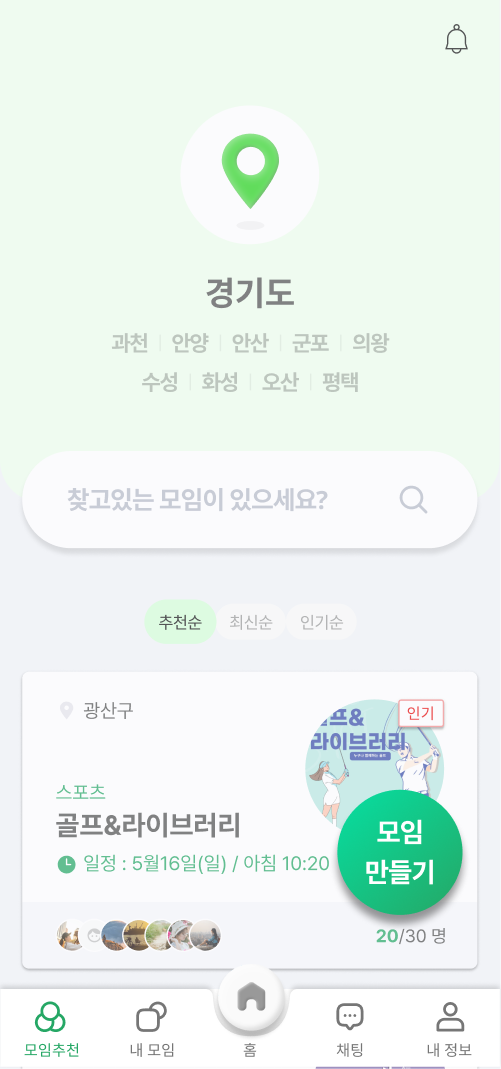 경기도
과천 | 안양 | 안산 | 군포 | 의왕
수성 | 화성 | 오산 | 평택
찾고있는 모임이 있으세요?
추천순 최신순 인기순
광산구
인기
골프&
라이브러리
스포츠
골프&라이브러리
일정 : 5월16일(일) / 아침 10:20
모임
만들기
20/30 명
모임추천 내 모임 홈 채팅 내 정보